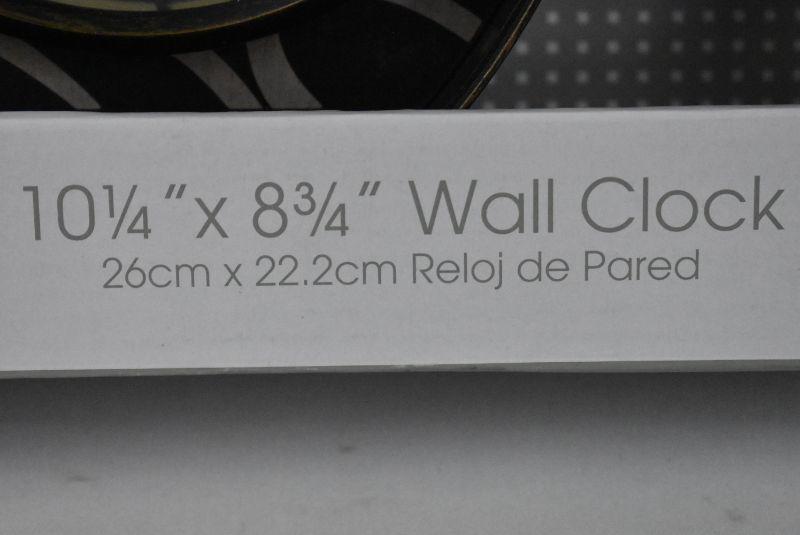 10¼" x 8¾" Wall Clock
26cm x 22.2cm Reloj de Pared